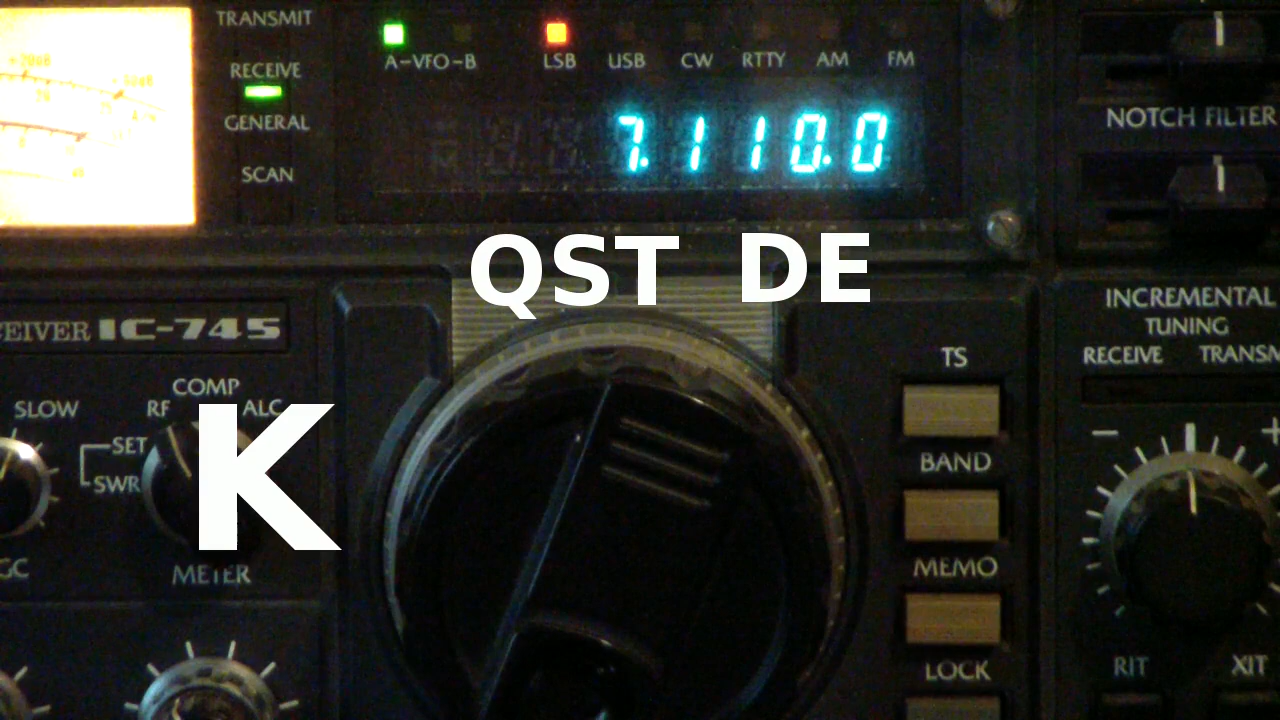 TRANSMIT
RECEIVE
GENERAL
SCAN
A-VFO-B
LSB USB CW RTTY AM FM
7.110.0
NOTCH FILTER
QST DE
K
CEIVER IC-745
COMP
SLOW RF ALC
SET
SWR
GC METER
TS
BAND
MEMO
LOCK
INCREMENTAL
TUNING
RECEIVE TRANSM
- +
RIT XIT